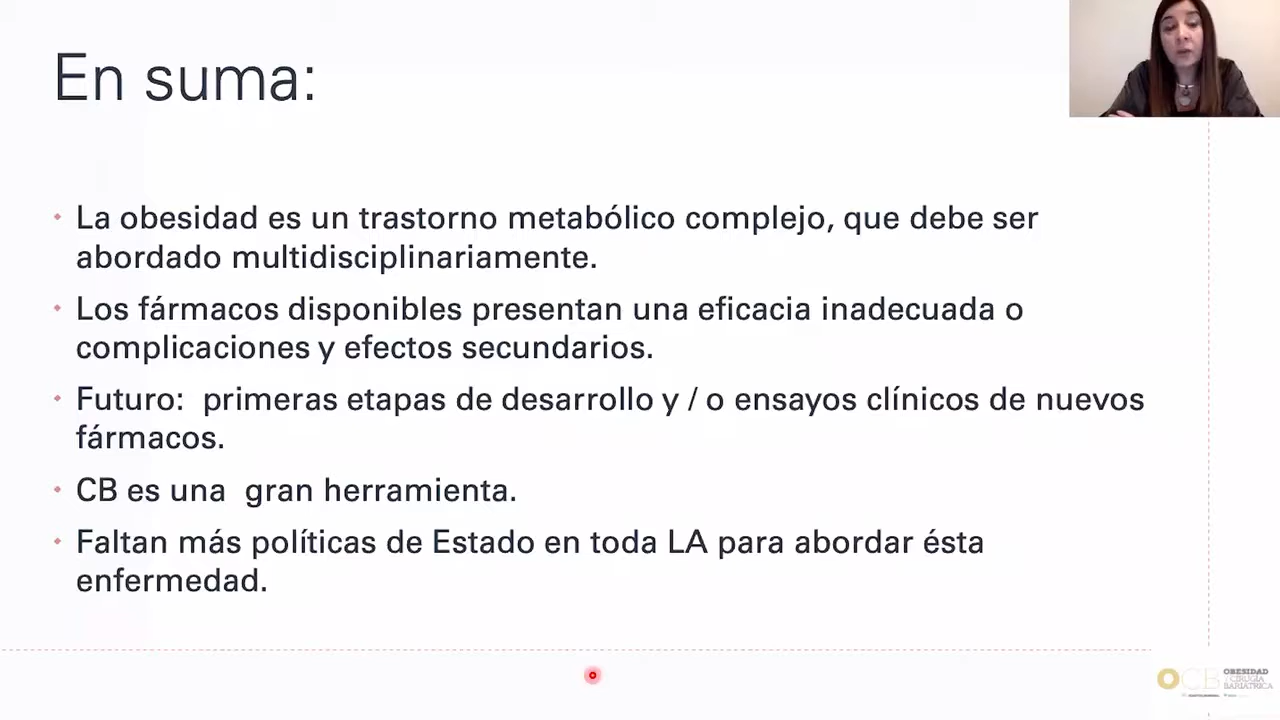 En suma:
La obesidad es un trastorno metabólico complejo, que debe ser
abordado multidisciplinariamente.
Los fármacos disponibles presentan una eficacia inadecuada o
complicaciones y efectos secundarios.
Futuro:  primeras etapas de desarrollo y / o ensayos clínicos de nuevos
fármacos.
CB es una  gran herramienta.
Faltan más políticas de Estado en toda LA para abordar ésta
enfermedad.
OCB
OBESIDAD
Y CIRUGÍA
BARIÁTRICA